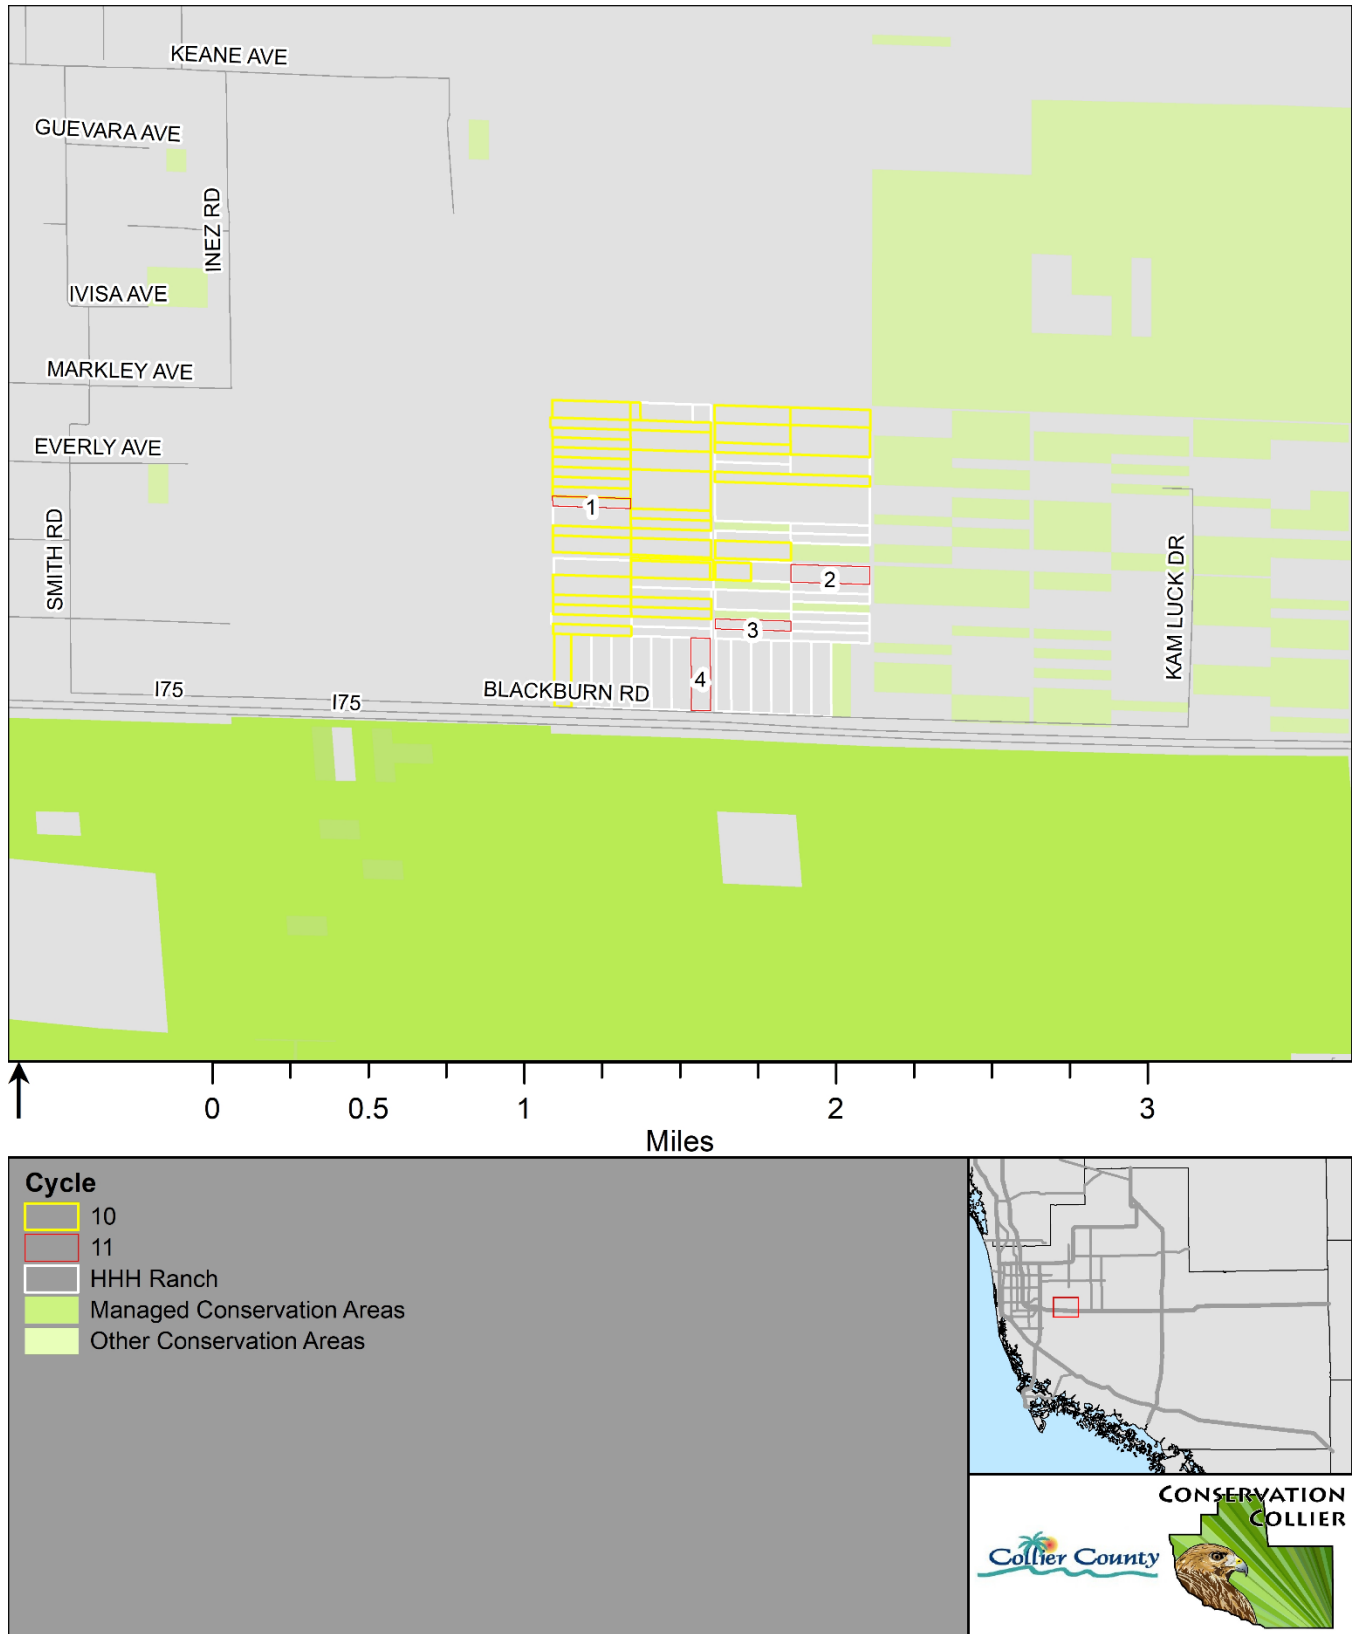 KEANE AVE
GUEVARA AVE
INEZ RD
IVISA AVE
MARKLEY AVE
EVERLY AVE
SMITH RD
1
2
3
4
KAM LUCK DR
I75
I75
BLACKBURN RD
0 0.5 1 2 3
Miles
Cycle
10
11
HHH Ranch
Managed Conservation Areas
Other Conservation Areas
CONSERVATION
COLLIER
Collier County